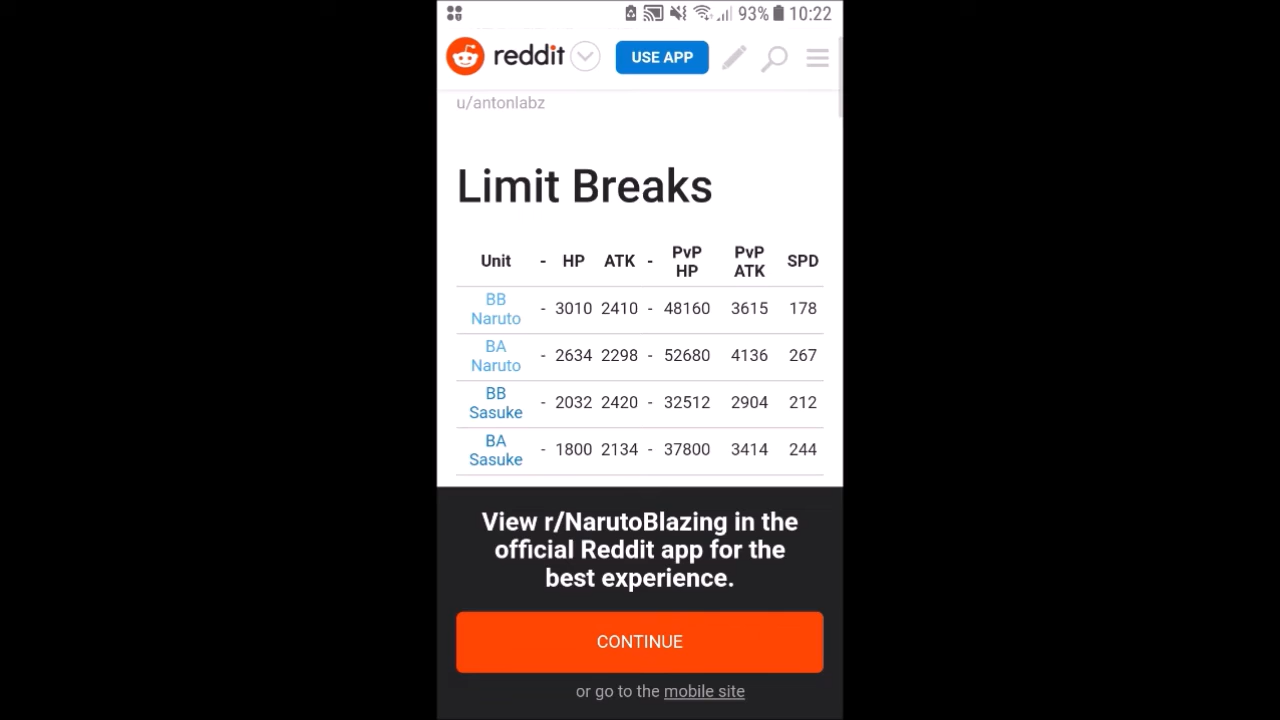 93% 10:22
reddit USE APP
u/antonlabz
Limit Breaks
Unit - HP ATK - PvP HP PvP ATK SPD
BB Naruto - 3010 2410 - 48160 3615 178
BA Naruto - 2634 2298 - 52680 4136 267
BB Sasuke - 2032 2420 - 32512 2904 212
BA Sasuke - 1800 2134 - 37800 3414 244
View r/NarutoBlazing in the
official Reddit app for the
best experience.
CONTINUE
or go to the mobile site